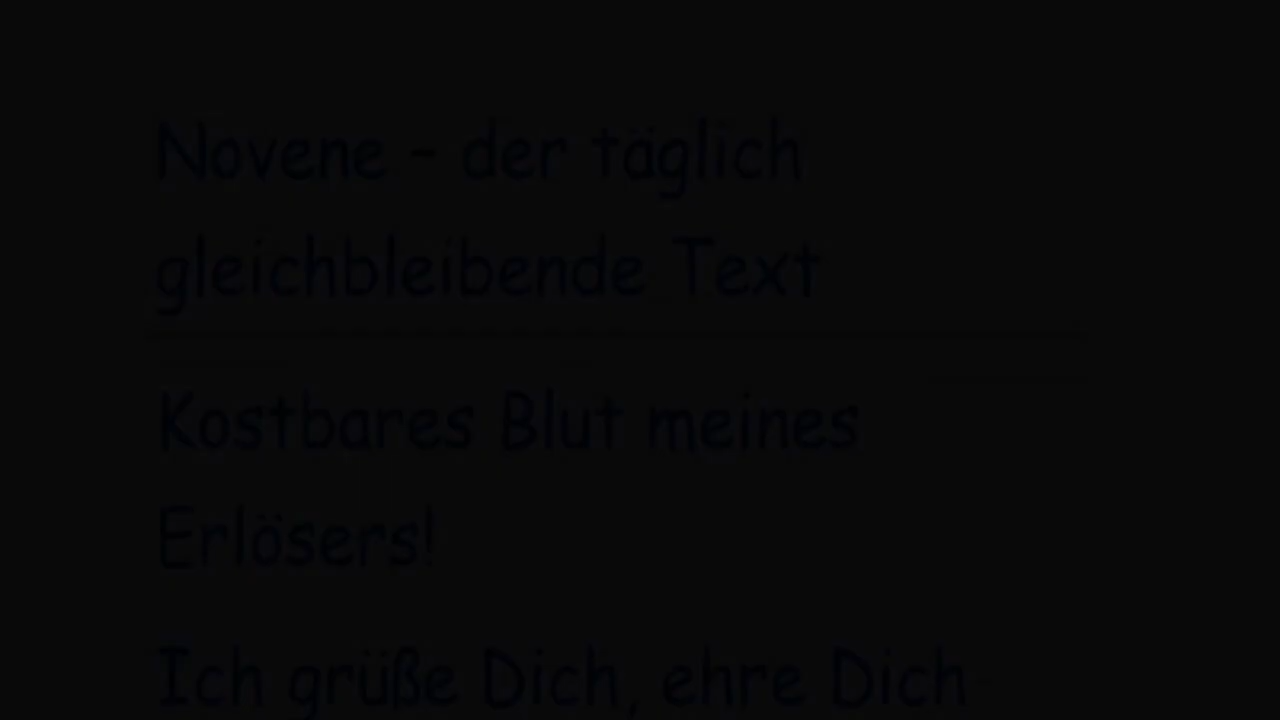 Novene – der täglich
gleichbleibende Text
Kostbares Blut meines
Erlösers!
Ich grüße Dich, ehre Dich